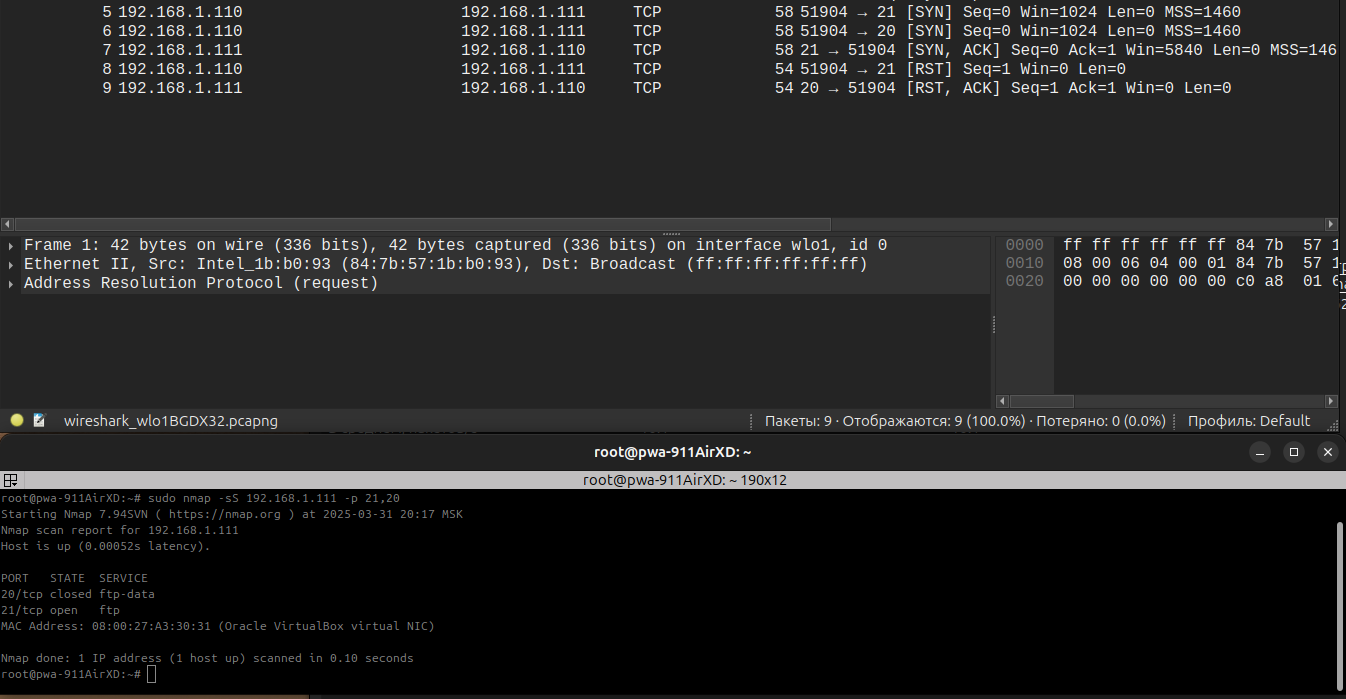 5 192.168.1.110 192.168.1.111 TCP 58 51904 → 21 [SYN] Seq=0 Win=1024 Len=0 MSS=1460
6 192.168.1.110 192.168.1.111 TCP 58 51904 → 20 [SYN] Seq=0 Win=1024 Len=0 MSS=1460
7 192.168.1.111 192.168.1.110 TCP 58 21 → 51904 [SYN, ACK] Seq=0 Ack=1 Win=5840 Len=0 MSS=146
8 192.168.1.110 192.168.1.111 TCP 54 51904 → 21 [RST] Seq=1 Win=0 Len=0
9 192.168.1.111 192.168.1.110 TCP 54 20 → 51904 [RST, ACK] Seq=1 Ack=1 Win=0 Len=0
Frame 1: 42 bytes on wire (336 bits), 42 bytes captured (336 bits) on interface wlo1, id 0
Ethernet II, Src: Intel_1b:b0:93 (84:7b:57:1b:b0:93), Dst: Broadcast (ff:ff:ff:ff:ff:ff)
Address Resolution Protocol (request)
0000 ff ff ff ff ff ff 84 7b 57 1
0010 08 00 06 04 00 01 84 7b 57 1
0020 00 00 00 00 00 00 c0 a8 01 6
wireshark_wlo1BGDX32.pcapng
Пакеты: 9 · Отображаются: 9 (100.0%) · Потеряно: 0 (0.0%)
Профиль: Default
root@pwa-911AirXD: ~
root@pwa-911AirXD: ~ 190x12
root@pwa-911AirXD:~# sudo nmap -sS 192.168.1.111 -p 21,20
Starting Nmap 7.94SVN ( https://nmap.org ) at 2025-03-31 20:17 MSK
Nmap scan report for 192.168.1.111
Host is up (0.00052s latency).
PORT STATE SERVICE
20/tcp closed ftp-data
21/tcp open ftp
MAC Address: 08:00:27:A3:30:31 (Oracle VirtualBox virtual NIC)
Nmap done: 1 IP address (1 host up) scanned in 0.10 seconds
root@pwa-911AirXD:~#